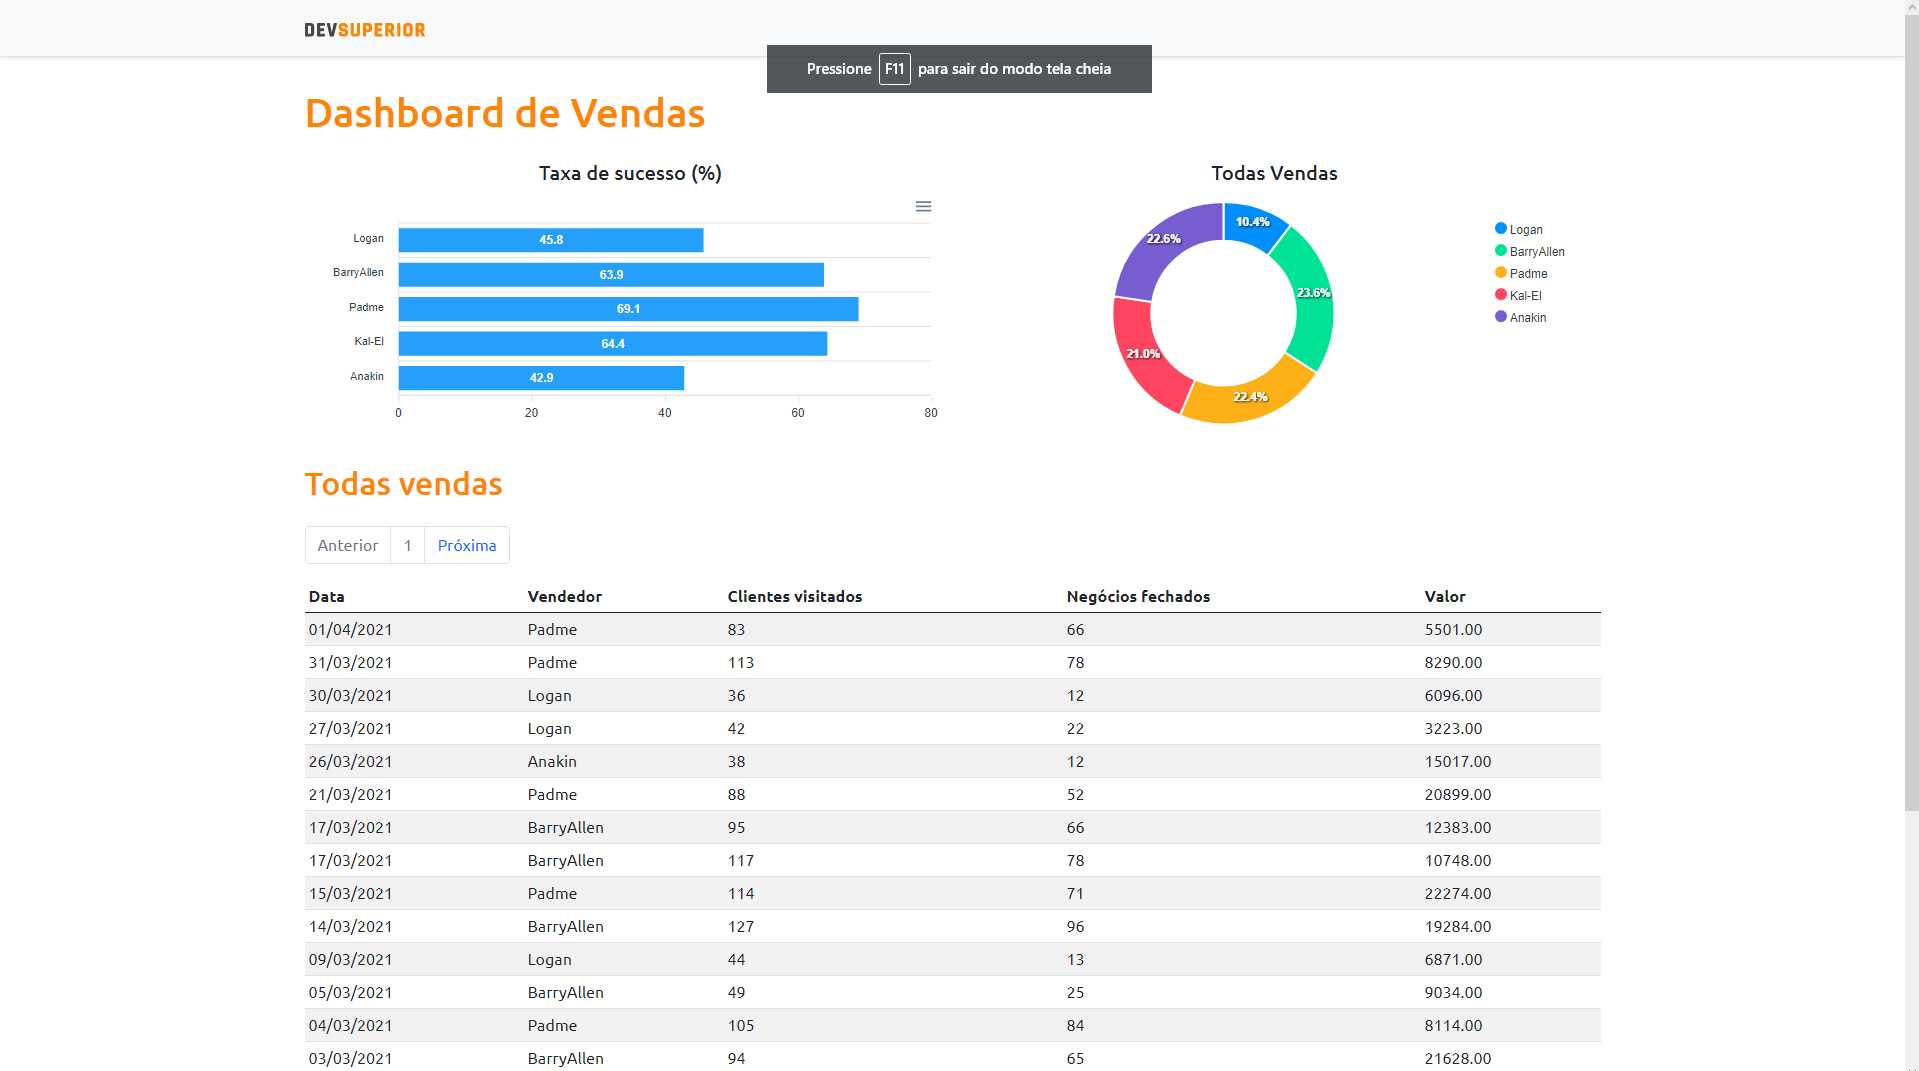 DEVSUPERIOR
Pressione F11 para sair do modo tela cheia
Dashboard de Vendas
Taxa de sucesso (%)
Logan 45.8
BarryAllen 63.9
Padme 69.1
Kal-El 64.4
Anakin 42.9
0 20 40 60 80
Todas Vendas
10.4%
23.6%
22.4%
21.0%
22.6%
Logan
BarryAllen
Padme
Kal-El
Anakin
Todas vendas
Anterior 1 Próxima
Data Vendedor Clientes visitados Negócios fechados Valor
01/04/2021 Padme 83 66 5501.00
31/03/2021 Padme 113 78 8290.00
30/03/2021 Logan 36 12 6096.00
27/03/2021 Logan 42 22 3223.00
26/03/2021 Anakin 38 12 15017.00
21/03/2021 Padme 88 52 20899.00
17/03/2021 BarryAllen 95 66 12383.00
17/03/2021 BarryAllen 117 78 10748.00
15/03/2021 Padme 114 71 22274.00
14/03/2021 BarryAllen 127 96 19284.00
09/03/2021 Logan 44 13 6871.00
05/03/2021 BarryAllen 49 25 9034.00
04/03/2021 Padme 105 84 8114.00
03/03/2021 BarryAllen 94 65 21628.00